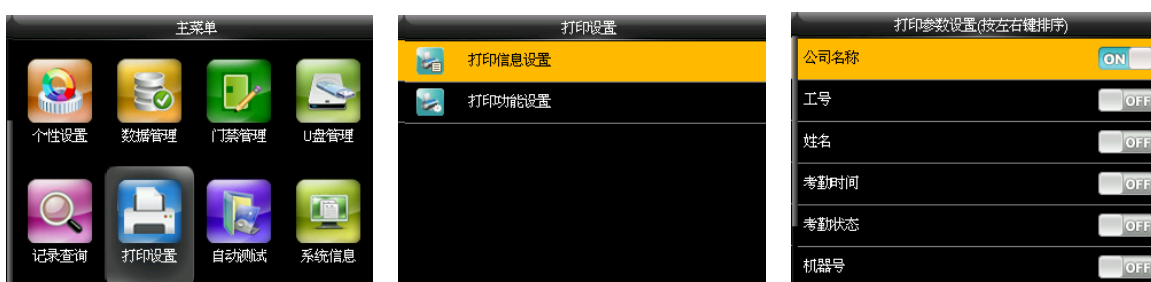 主菜单
个性设置 数据管理 门禁管理 U盘管理
记录查询 打印设置 自动测试 系统信息
打印设置
打印信息设置
打印功能设置
打印参数设置(按左右键排序)
公司名称 ON
工号 OFF
姓名 OFF
考勤时间 OFF
考勤状态 OFF
机器号 OFF